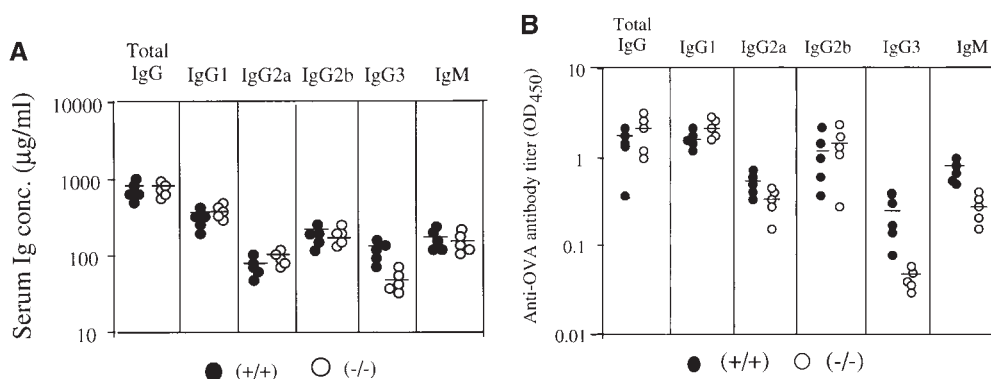 A
Total
IgG
IgG1
IgG2a
IgG2b
IgG3
IgM
Serum Ig conc. (μg/ml)
10000
1000
100
10
(+/+)
(-/-)
B
Total
IgG
IgG1
IgG2a
IgG2b
IgG3
IgM
Anti-OVA antibody titer (OD450)
10
1
0.1
0.01
(+/+)
(-/-)